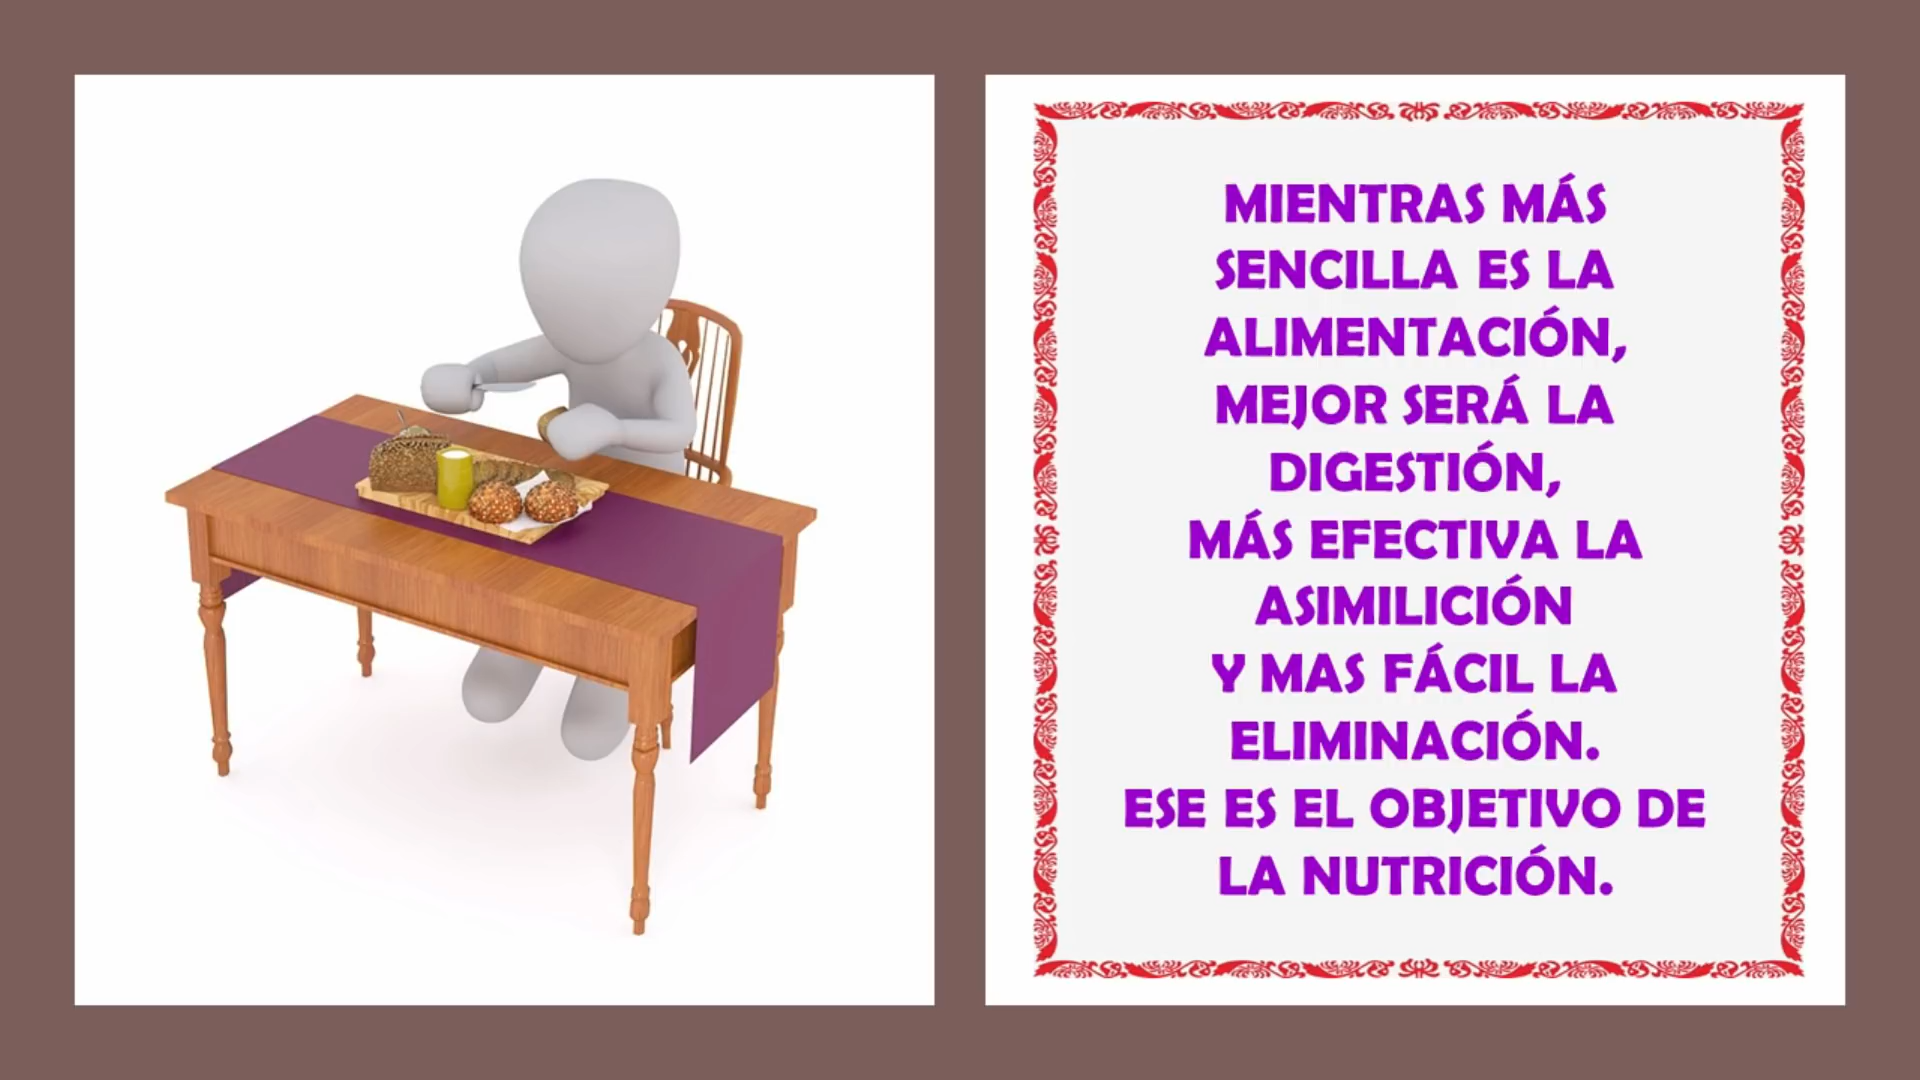 MIENTRAS MÁS
SENCILLA ES LA
ALIMENTACIÓN,
MEJOR SERÁ LA
DIGESTIÓN,
MÁS EFECTIVA LA
ASIMILICIÓN
Y MAS FÁCIL LA
ELIMINACIÓN.
ESE ES EL OBJETIVO DE
LA NUTRICIÓN.